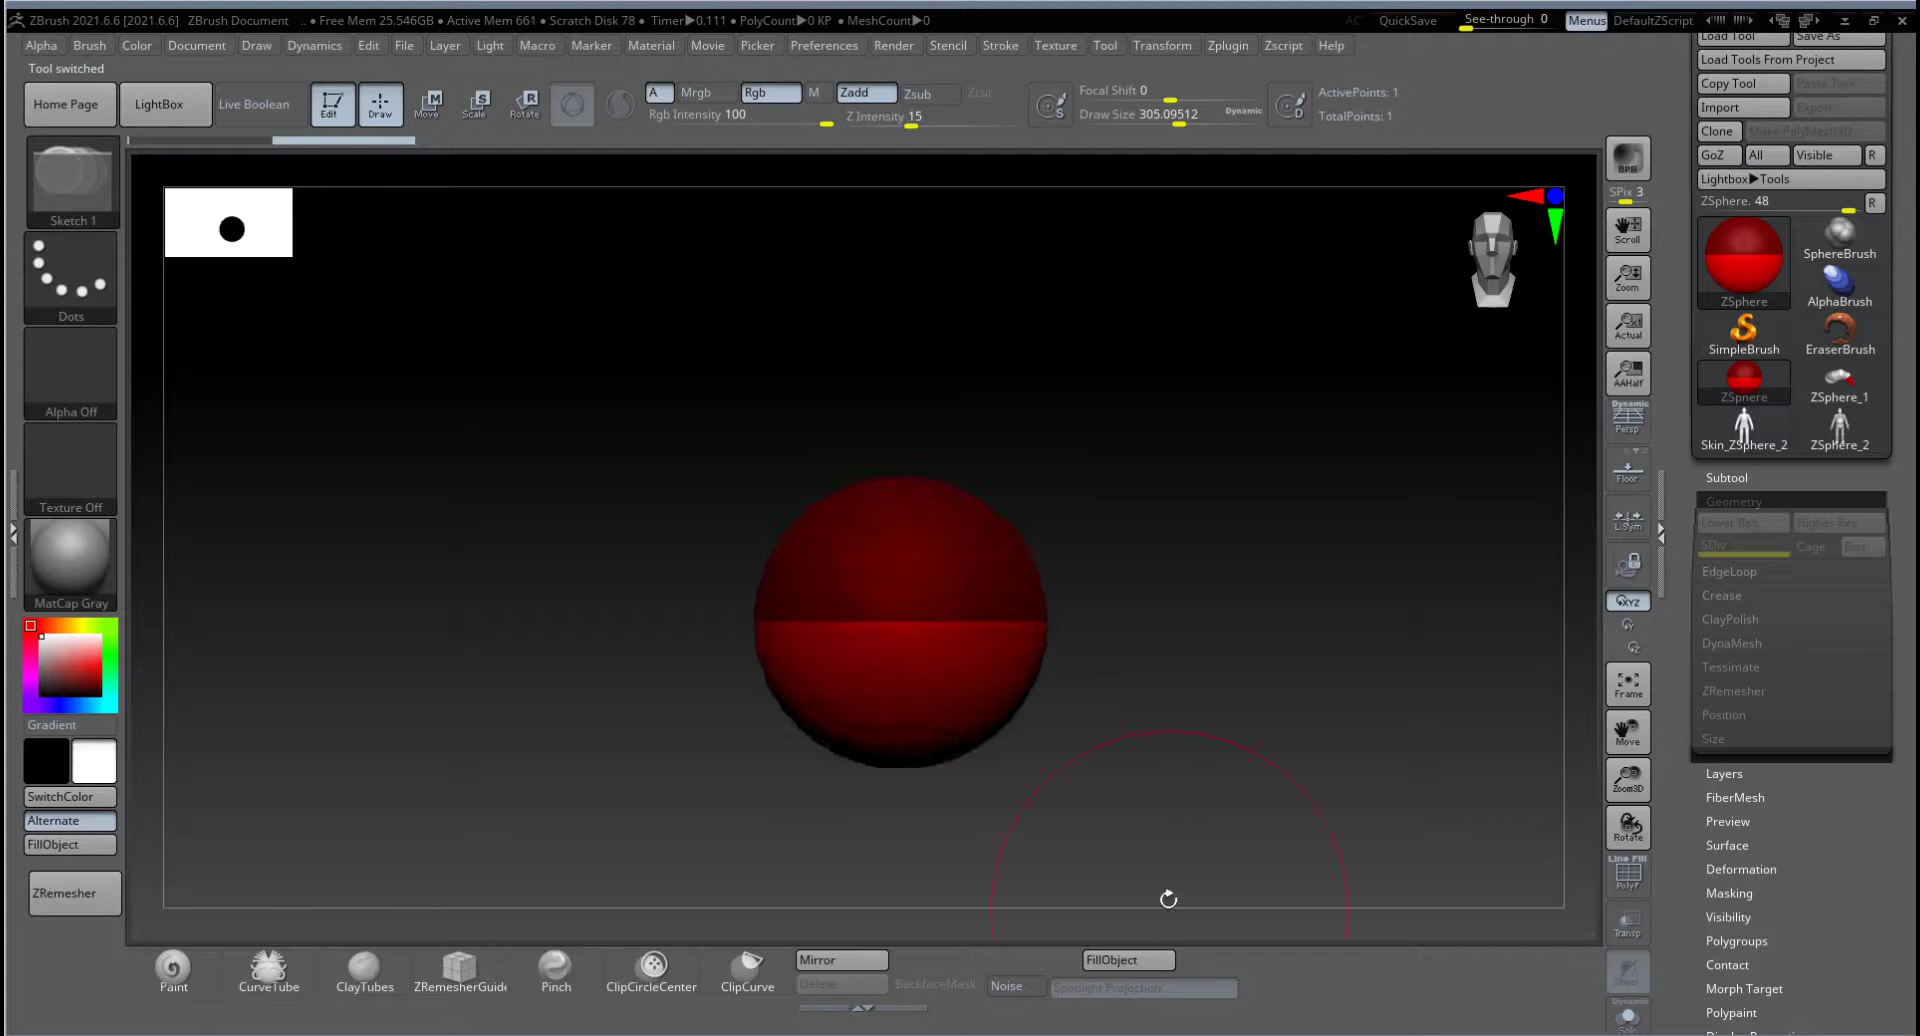 ZBrush 2021.6.6 [2021.6.6] ZBrush Document .. • Free Mem 25.546GB • Active Mem 661 • Scratch Disk 78 • Timer▶0.111 • PolyCount▶0 KP • MeshCount▶0 AC QuickSave See-through 0 Menus DefaultZScript
Alpha Brush Color Document Draw Dynamics Edit File Layer Light Macro Marker Material Movie Picker Preferences Render Stencil Stroke Texture Tool Transform Zplugin Zscript Help
Tool switched
Home Page LightBox Live Boolean Edit Draw Move Scale Rotate
A Mrgb Rgb M Zadd Zsub Zcut
Rgb Intensity 100 Z Intensity 15
Focal Shift 0
Draw Size 305.09512 Dynamic
ActivePoints: 1
TotalPoints: 1
Sketch 1
Dots
Alpha Off
Texture Off
MatCap Gray
Gradient
SwitchColor
Alternate
FillObject
ZRemesher
BPR
SPix 3
Scroll
Zoom
Actual
AAHalf
Dynamic
Persp
Floor
L.Sym
XYZ
Frame
Move
Zoom3D
Rotate
Line Fill
PolyF
Transp
Dynamic
Solo
Load Tool Save As
Load Tools From Project
Copy Tool Paste Tool
Import Export
Clone Make PolyMesh3D
GoZ All Visible R
Lightbox▶Tools
ZSphere. 48 R
ZSphere SphereBrush
AlphaBrush
SimpleBrush EraserBrush
ZSphere ZSphere_1
Skin_ZSphere_2 ZSphere_2
Subtool
Geometry
Lower Res Higher Res
SDiv Cage Rstr
EdgeLoop
Crease
ClayPolish
DynaMesh
Tessimate
ZRemesher
Position
Size
Layers
FiberMesh
Preview
Surface
Deformation
Masking
Visibility
Polygroups
Contact
Morph Target
Polypaint
Paint CurveTube ClayTubes ZRemesherGuide Pinch ClipCircleCenter ClipCurve
Mirror FillObject
Delete BackfaceMask Noise Spotlight Projection